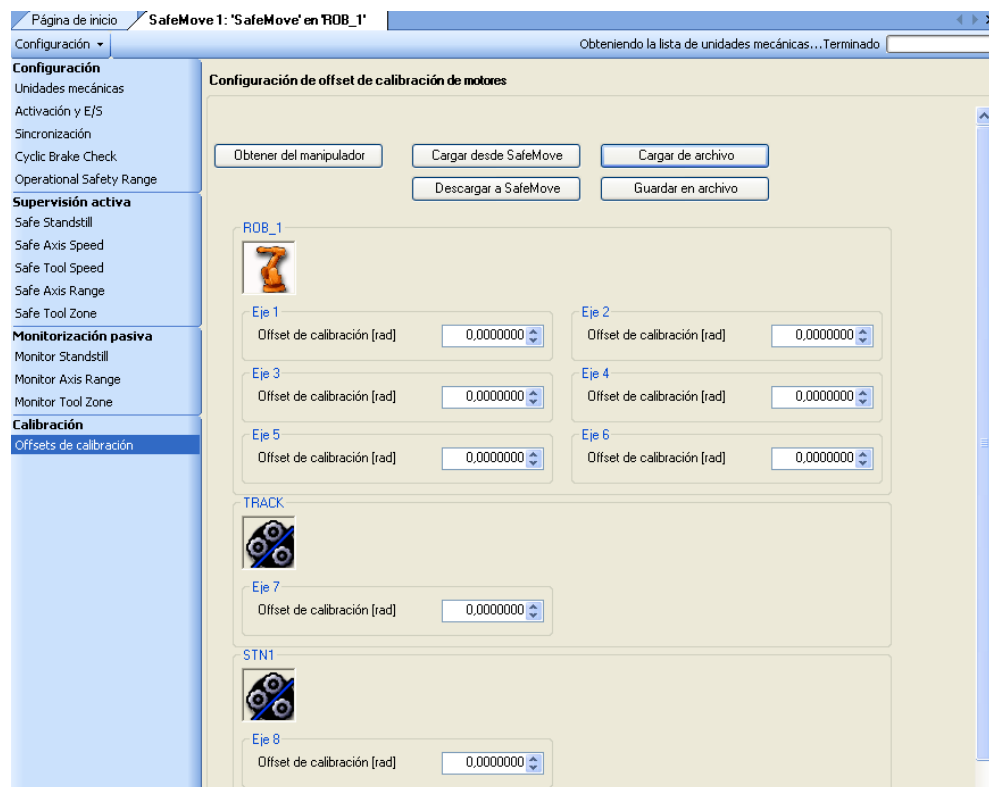 Página de inicio
SafeMove 1: 'SafeMove' en 'ROB_1'
Configuración
Obteniendo la lista de unidades mecánicas...Terminado
Configuración
Unidades mecánicas
Activación y E/S
Sincronización
Cyclic Brake Check
Operational Safety Range
Supervisión activa
Safe Standstill
Safe Axis Speed
Safe Tool Speed
Safe Axis Range
Safe Tool Zone
Monitorización pasiva
Monitor Standstill
Monitor Axis Range
Monitor Tool Zone
Calibración
Offsets de calibración
Configuración de offset de calibración de motores
Obtener del manipulador
Cargar desde SafeMove
Cargar de archivo
Descargar a SafeMove
Guardar en archivo
ROB_1
Eje 1
Offset de calibración [rad] 0,0000000
Eje 2
Offset de calibración [rad] 0,0000000
Eje 3
Offset de calibración [rad] 0,0000000
Eje 4
Offset de calibración [rad] 0,0000000
Eje 5
Offset de calibración [rad] 0,0000000
Eje 6
Offset de calibración [rad] 0,0000000
TRACK
Eje 7
Offset de calibración [rad] 0,0000000
STN1
Eje 8
Offset de calibración [rad] 0,0000000